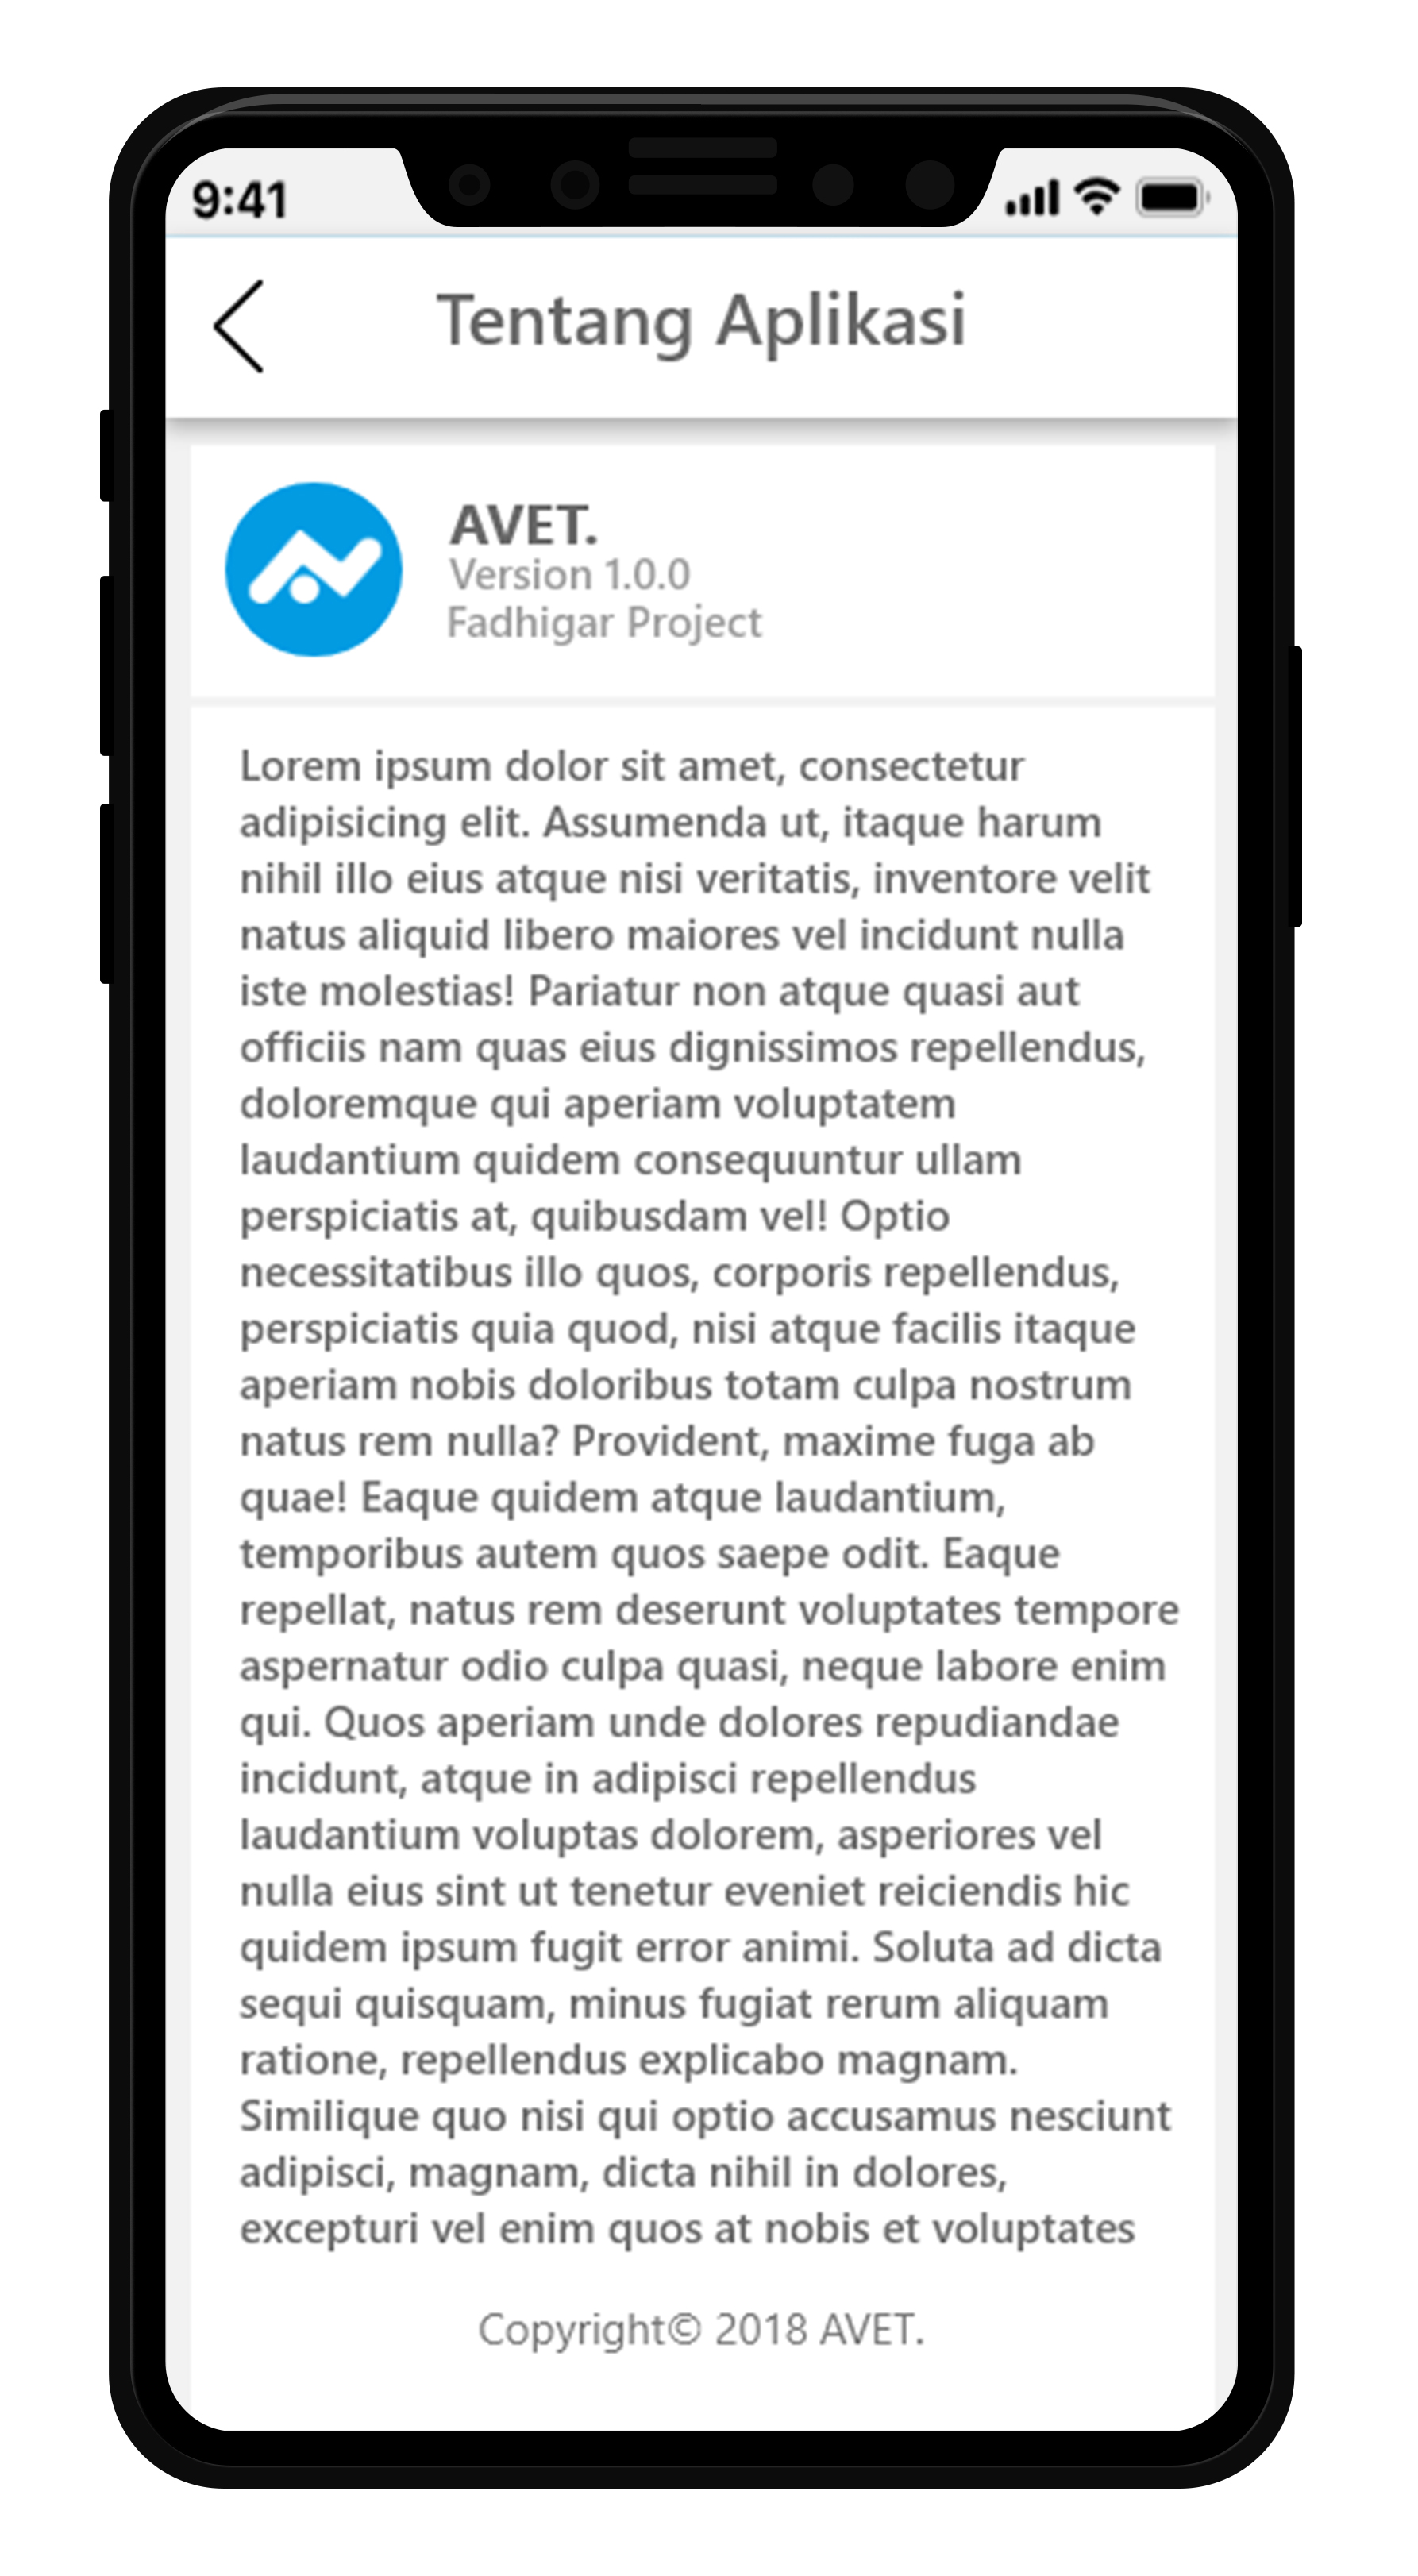 9:41
Tentang Aplikasi
AVET.
Version 1.0.0
Fadhigar Project
Lorem ipsum dolor sit amet, consectetur
adipisicing elit. Assumenda ut, itaque harum
nihil illo eius atque nisi veritatis, inventore velit
natus aliquid libero maiores vel incidunt nulla
iste molestias! Pariatur non atque quasi aut
officiis nam quas eius dignissimos repellendus,
doloremque qui aperiam voluptatem
laudantium quidem consequuntur ullam
perspiciatis at, quibusdam vel! Optio
necessitatibus illo quos, corporis repellendus,
perspiciatis quia quod, nisi atque facilis itaque
aperiam nobis doloribus totam culpa nostrum
natus rem nulla? Provident, maxime fuga ab
quae! Eaque quidem atque laudantium,
temporibus autem quos saepe odit. Eaque
repellat, natus rem deserunt voluptates tempore
aspernatur odio culpa quasi, neque labore enim
qui. Quos aperiam unde dolores repudiandae
incidunt, atque in adipisci repellendus
laudantium voluptas dolorem, asperiores vel
nulla eius sint ut tenetur eveniet reiciendis hic
quidem ipsum fugit error animi. Soluta ad dicta
sequi quisquam, minus fugiat rerum aliquam
ratione, repellendus explicabo magnam.
Similique quo nisi qui optio accusamus nesciunt
adipisci, magnam, dicta nihil in dolores,
excepturi vel enim quos at nobis et voluptates
Copyright© 2018 AVET.